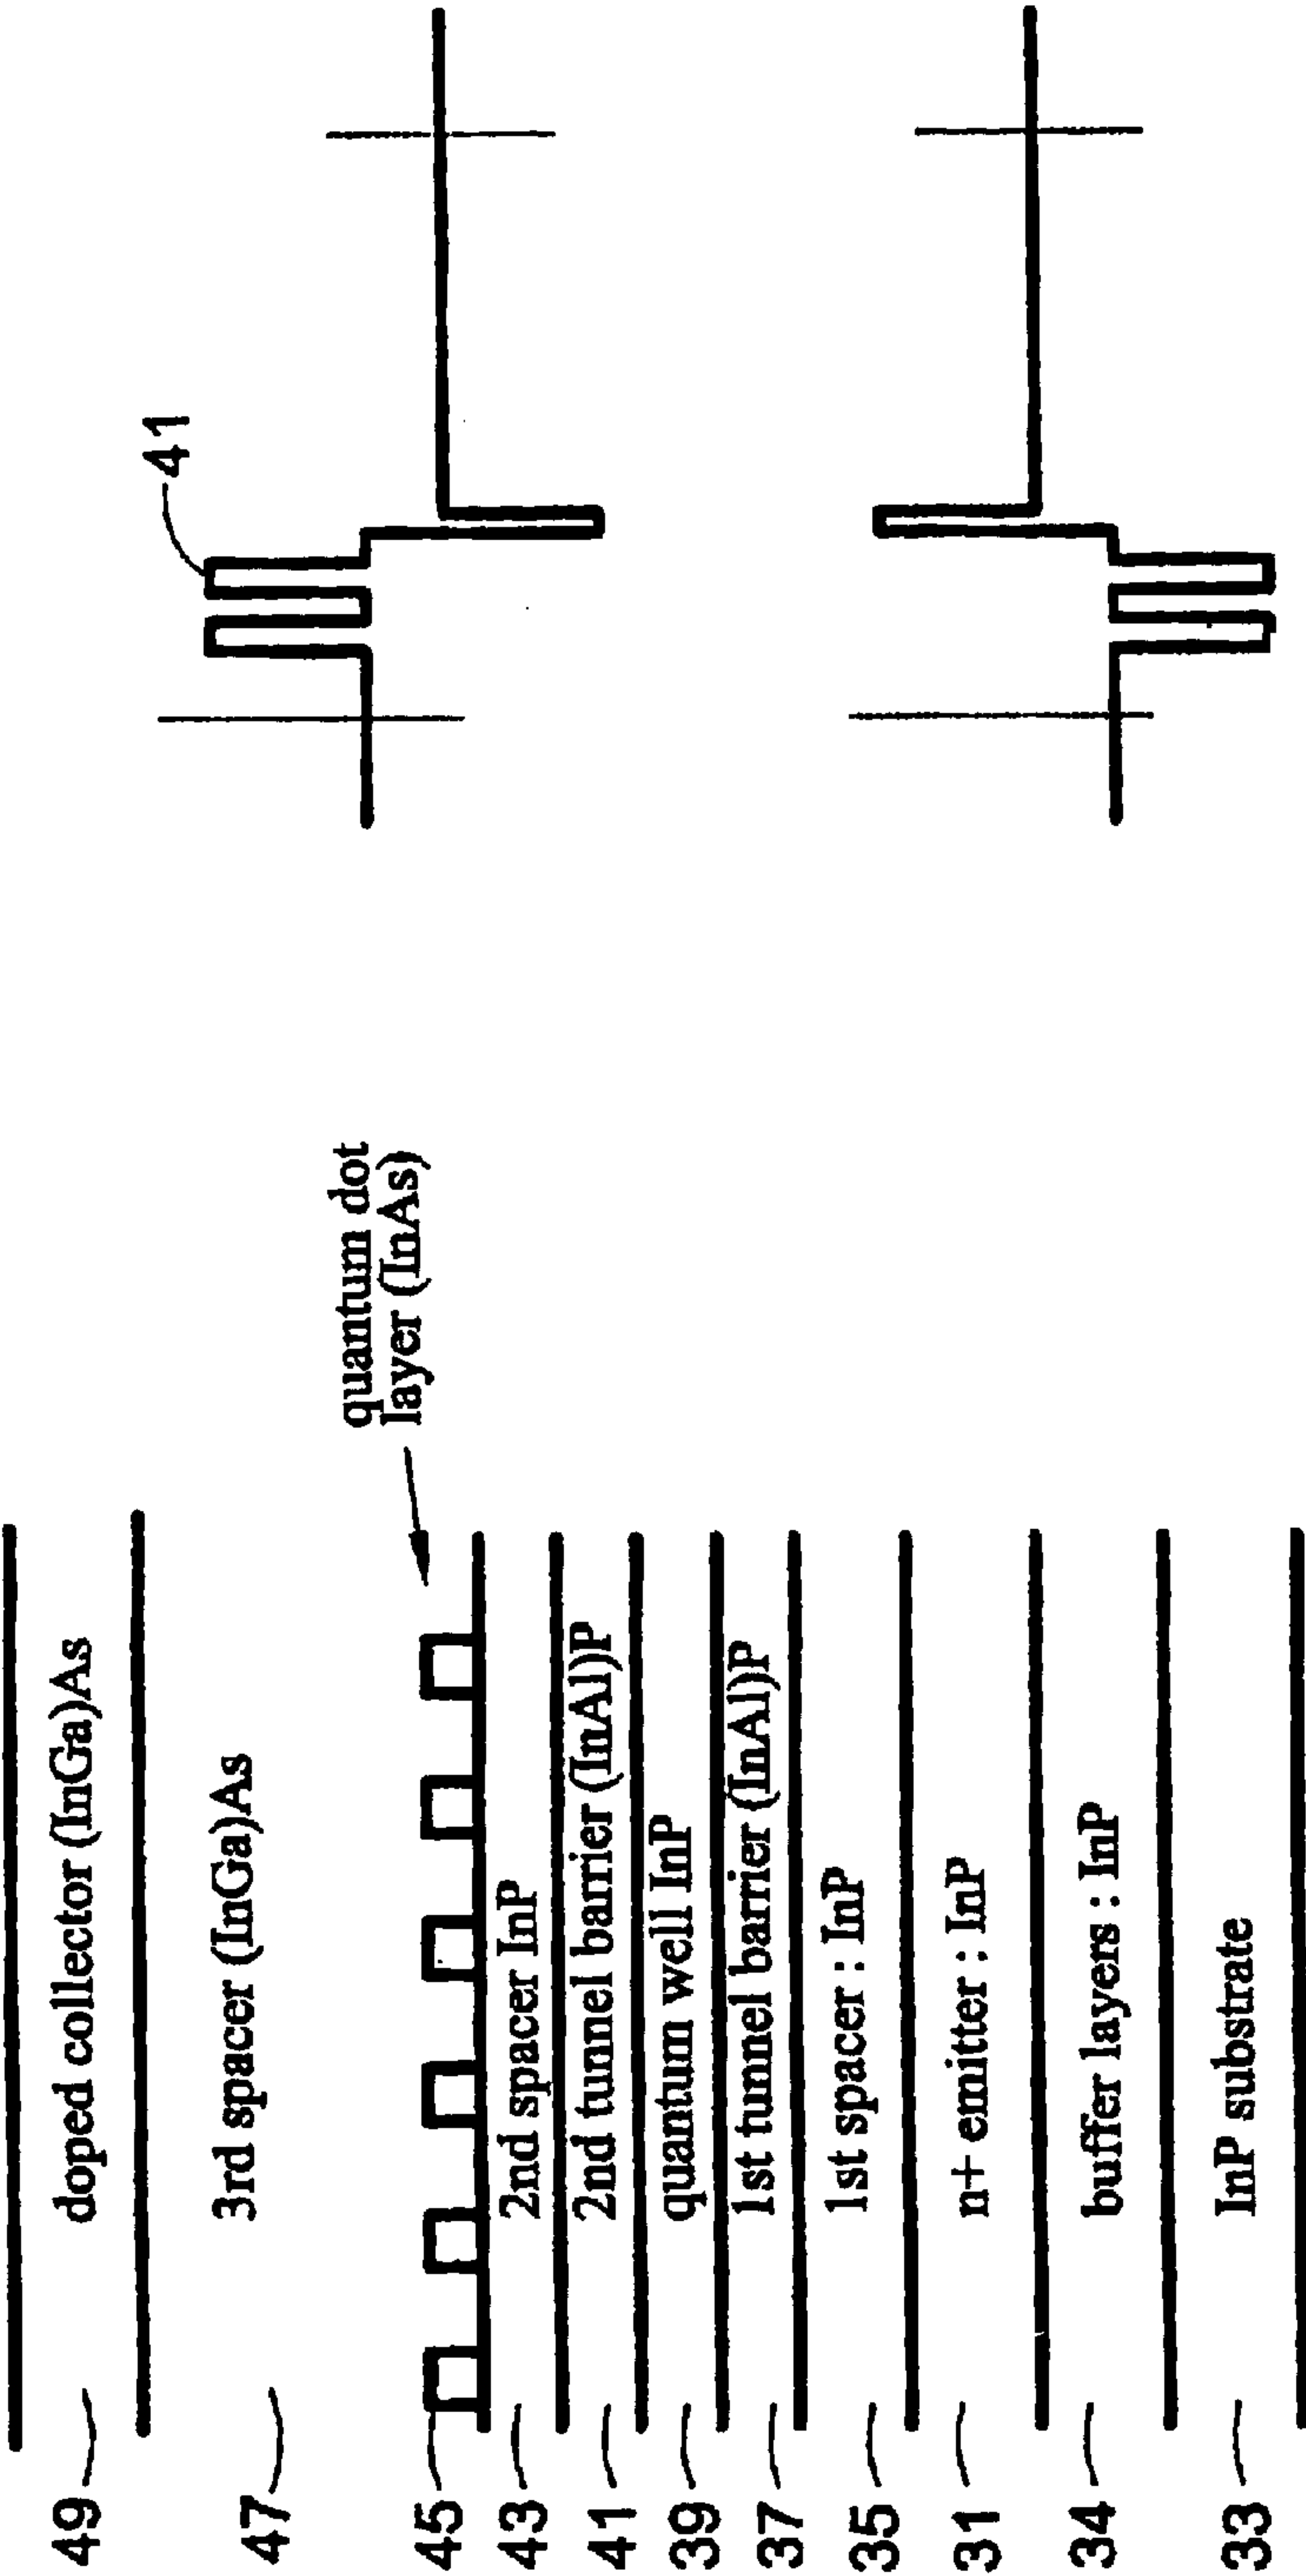 49
doped collector (InGa)As
47
3rd spacer (InGa)As
45
quantum dot
layer (InAs)
43
2nd spacer InP
41
2nd tunnel barrier (InAl)P
39
quantum well InP
37
1st tunnel barrier (InAl)P
35
1st spacer : InP
31
n+ emitter : InP
34
buffer layers : InP
33
InP substrate
41